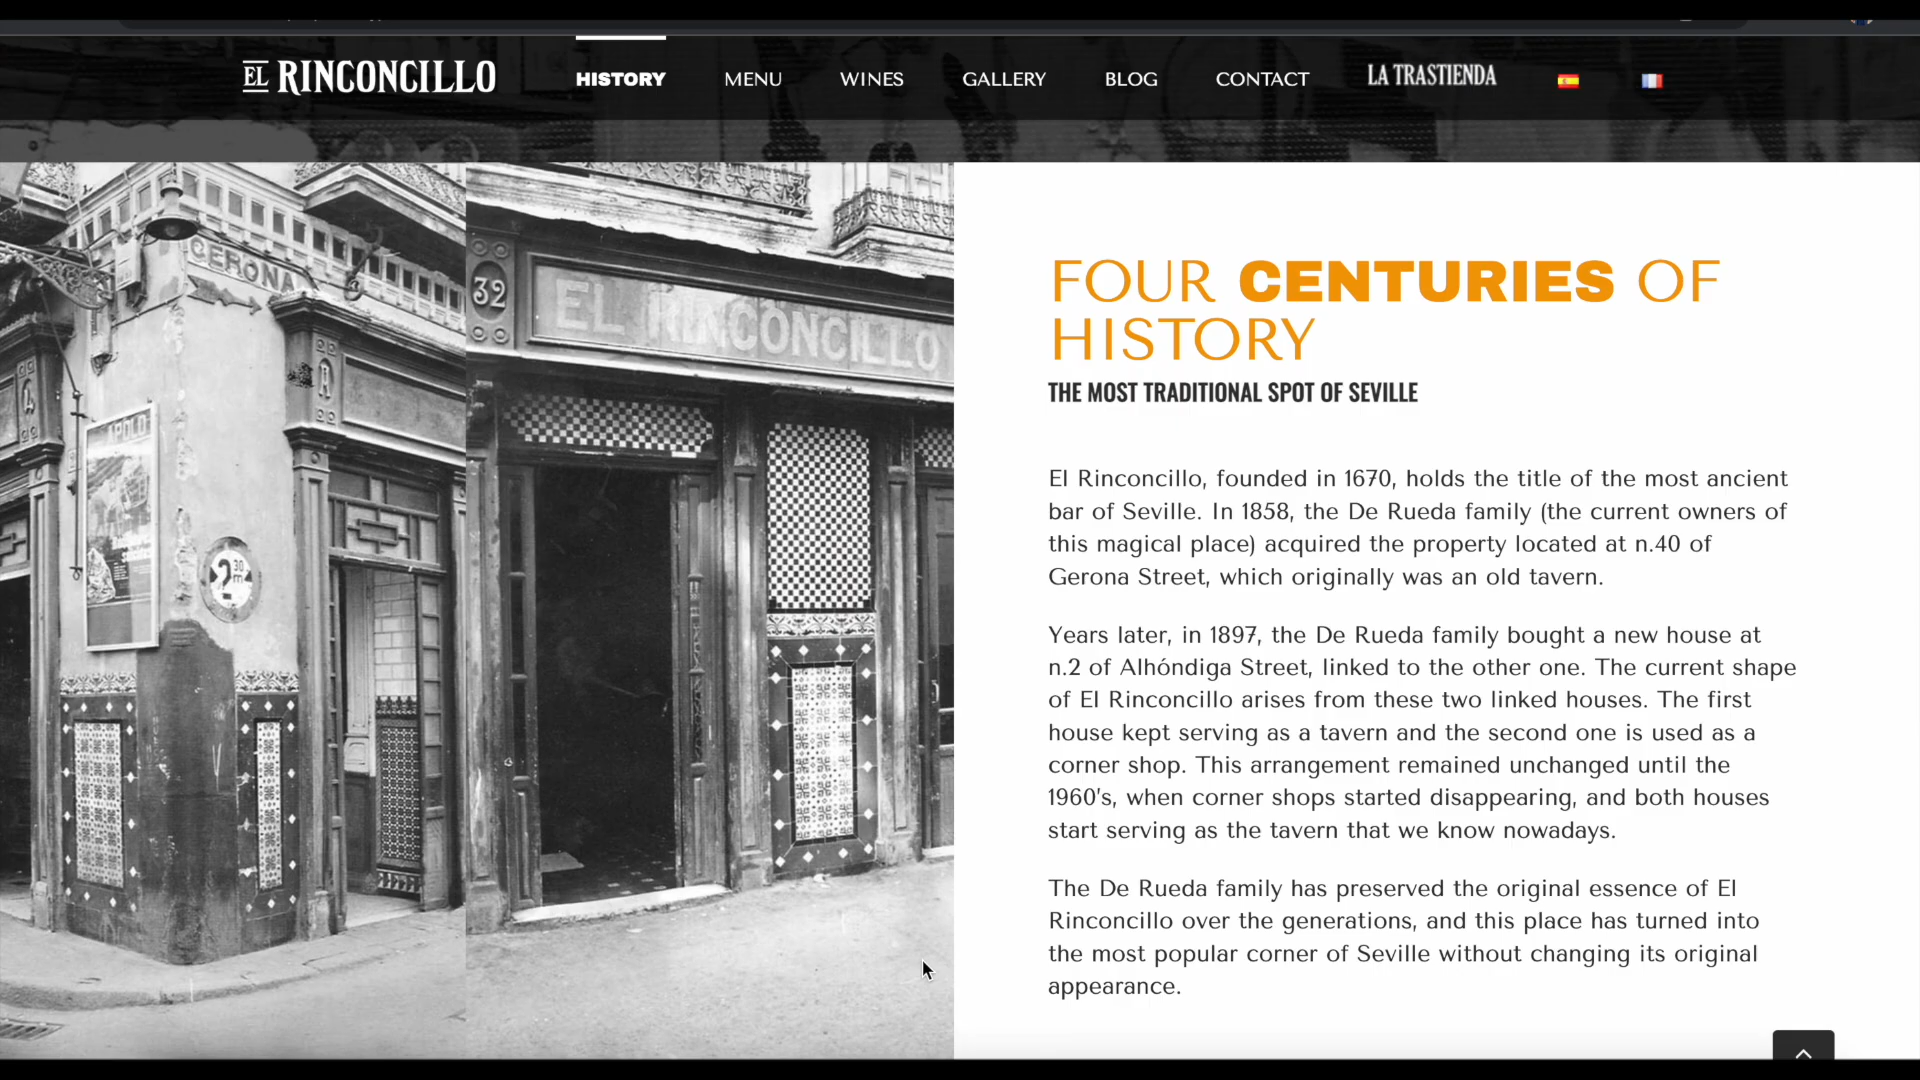 EL RINCONCILLO
HISTORY
MENU
WINES
GALLERY
BLOG
CONTACT
LA TRASTIENDA
GERONA
32
EL RINCONCILLO
4
APOLO
30
m
FOUR CENTURIES OF
HISTORY
THE MOST TRADITIONAL SPOT OF SEVILLE
El Rinconcillo, founded in 1670, holds the title of the most ancient
bar of Seville. In 1858, the De Rueda family (the current owners of
this magical place) acquired the property located at n.40 of
Gerona Street, which originally was an old tavern.
Years later, in 1897, the De Rueda family bought a new house at
n.2 of Alhóndiga Street, linked to the other one. The current shape
of El Rinconcillo arises from these two linked houses. The first
house kept serving as a tavern and the second one is used as a
corner shop. This arrangement remained unchanged until the
1960's, when corner shops started disappearing, and both houses
start serving as the tavern that we know nowadays.
The De Rueda family has preserved the original essence of El
Rinconcillo over the generations, and this place has turned into
the most popular corner of Seville without changing its original
appearance.